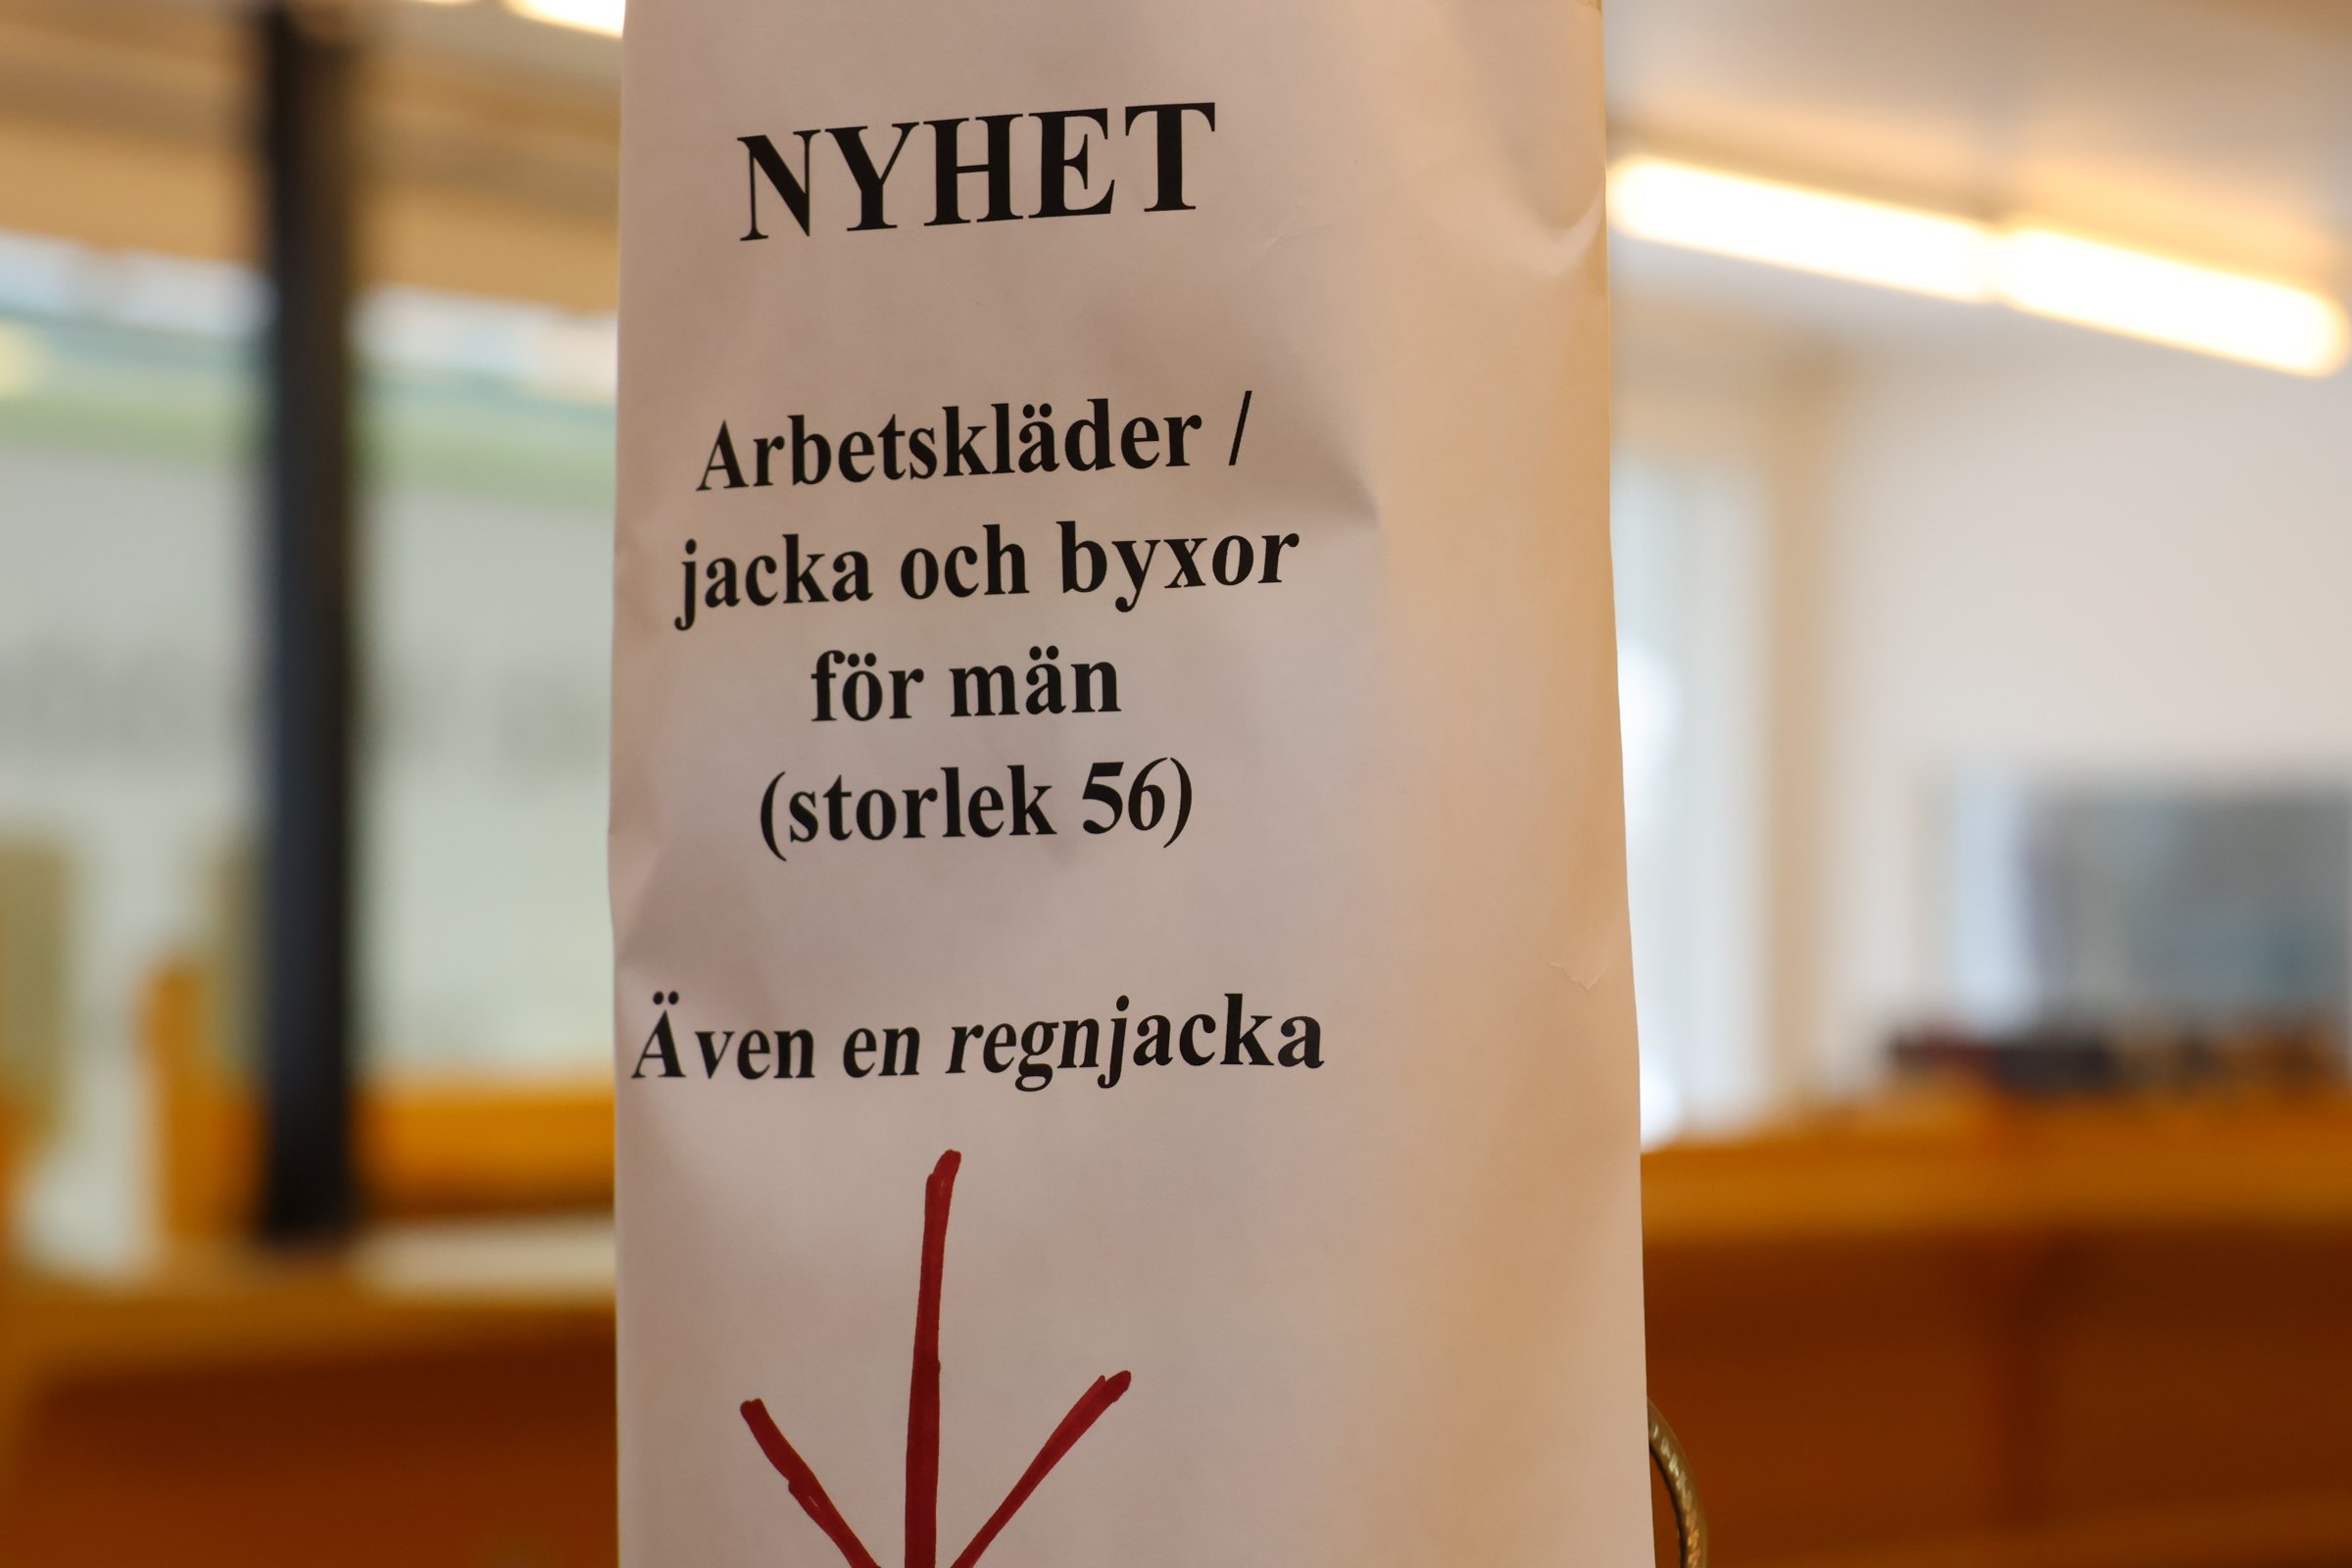 NYHET
Arbetskläder /
jacka och byxor
för män
(storlek 56)
Även en regnjacka